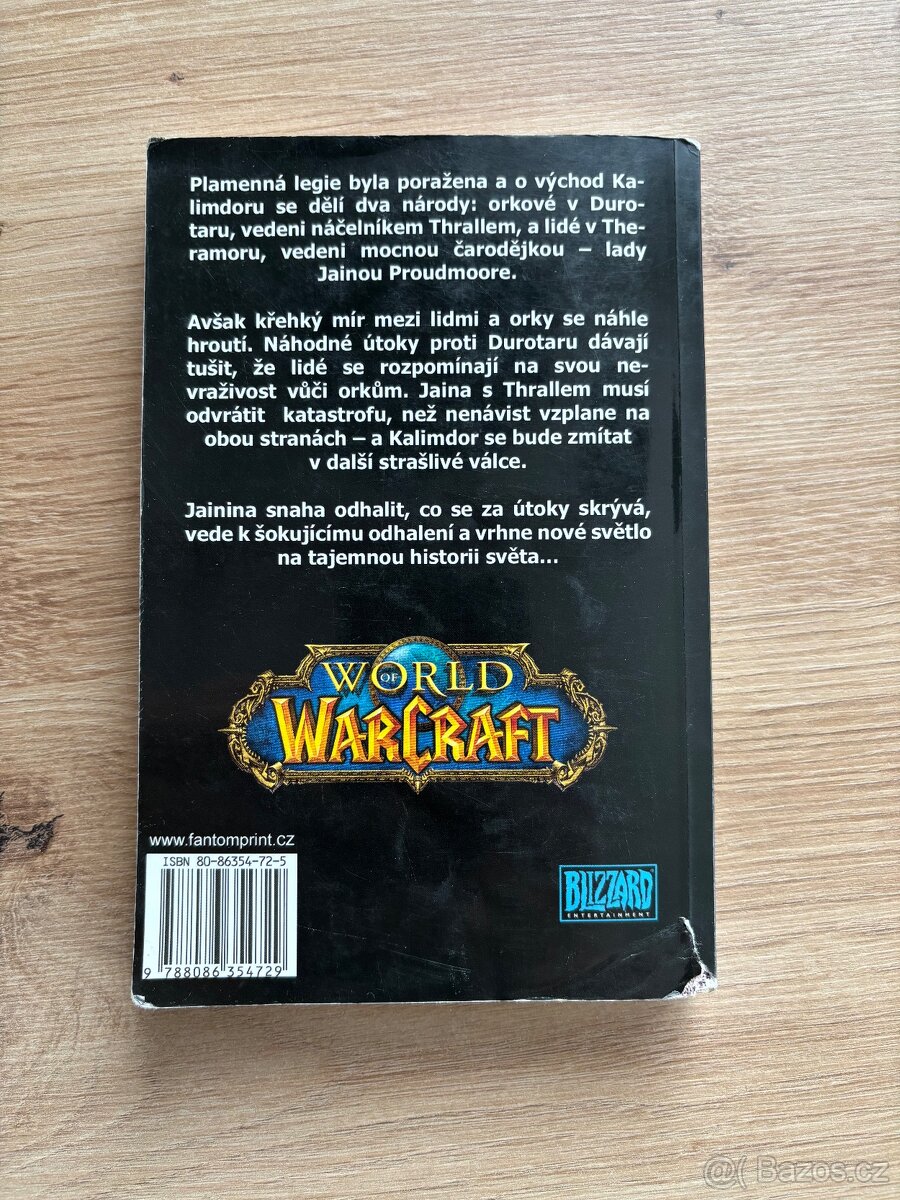 Plamenná legie byla poražena a o východ Ka-
limdoru se dělí dva národy: orkové v Duro-
taru, vedeni náčelníkem Thrallem, a lidé v The-
ramoru, vedeni mocnou čarodějkou – lady
Jainou Proudmoore.
Avšak křehký mír mezi lidmi a orky se náhle
hroutí. Náhodné útoky proti Durotaru dávají
tušit, že lidé se rozpomínají na svou ne-
vraživost vůči orkům. Jaina s Thrallem musí
odvrátit katastrofu, než nenávist vzplane na
obou stranách – a Kalimdor se bude zmítat
v další strašlivé válce.
Jainina snaha odhalit, co se za útoky skrývá,
vede k šokujícímu odhalení a vrhne nové světlo
na tajemnou historii světa...
WORLD
OF
WARCRAFT
www.fantomprint.cz
ISBN 80-86354-72-5
9 788086 354729
BLIZZARD
ENTERTAINMENT
@( Bazos.cz